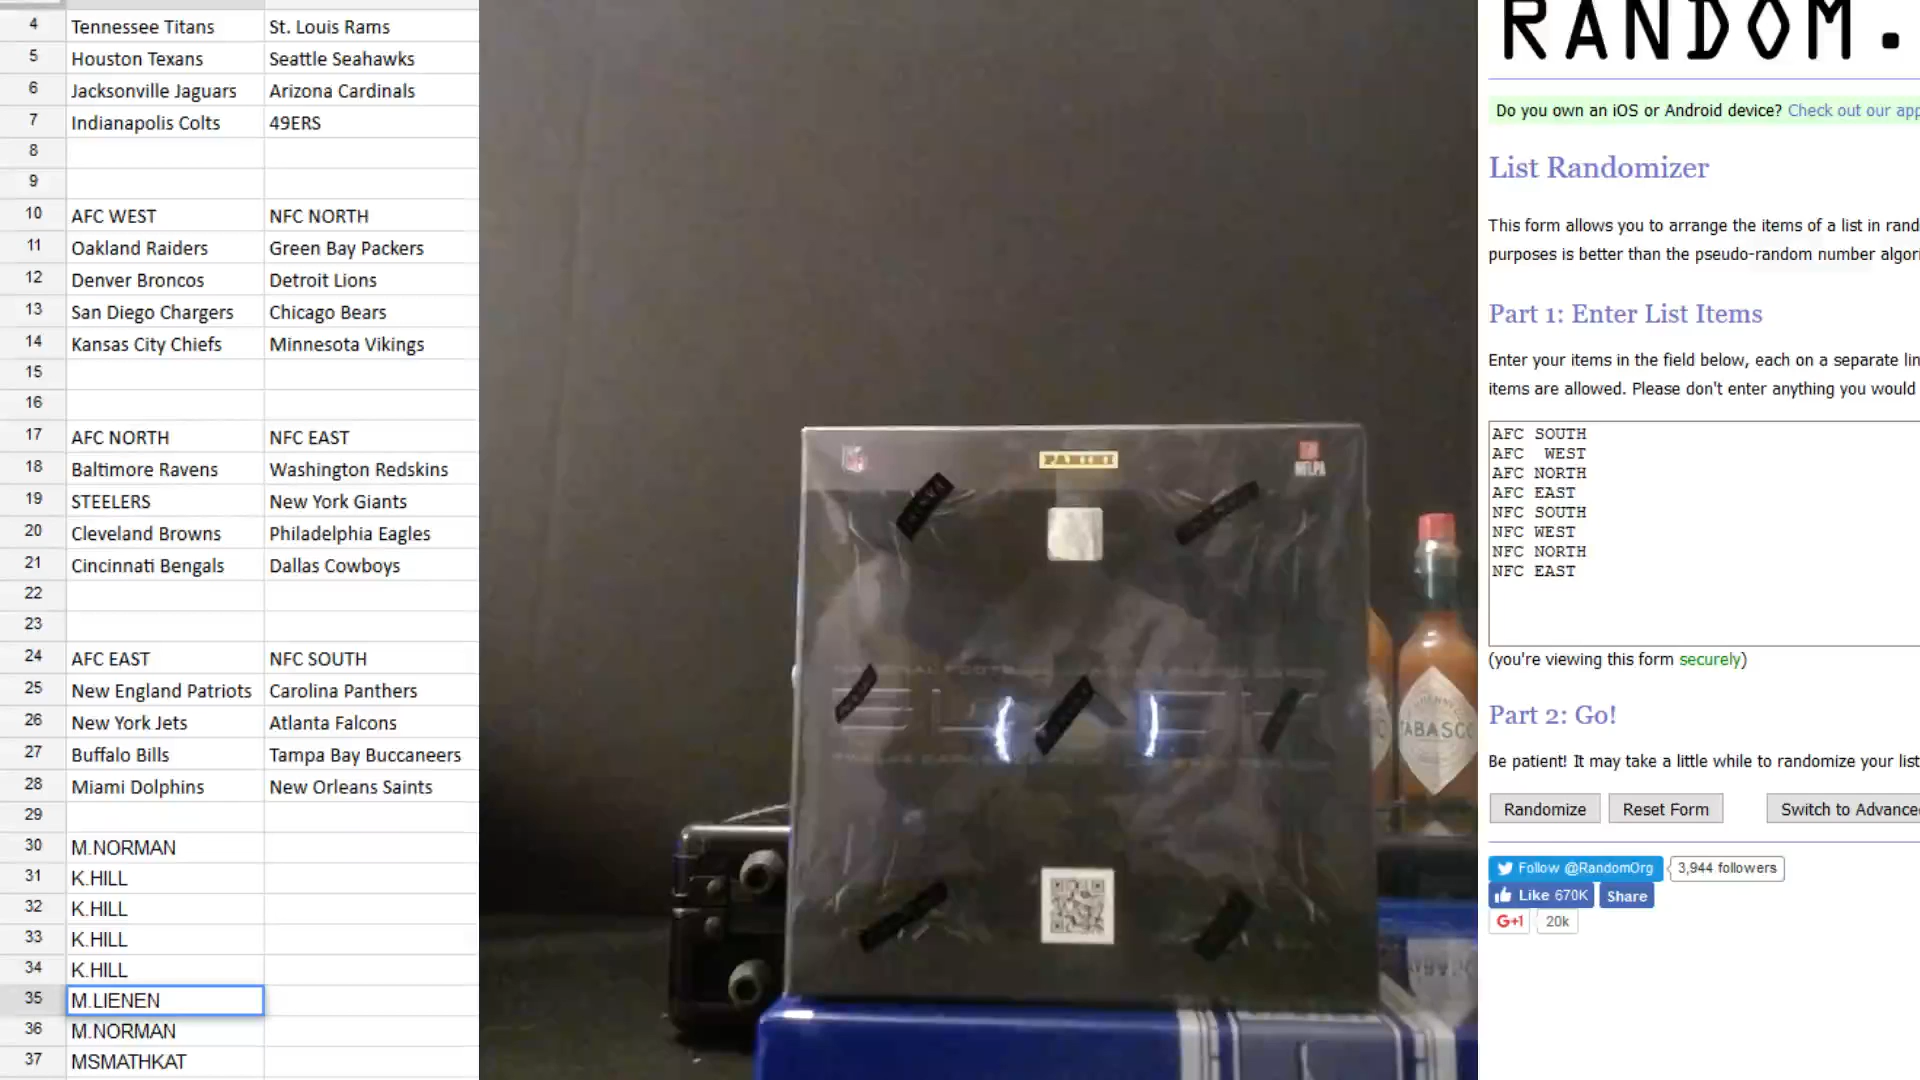 4 Tennessee Titans St. Louis Rams
5 Houston Texans Seattle Seahawks
6 Jacksonville Jaguars Arizona Cardinals
7 Indianapolis Colts 49ERS
8
9
10 AFC WEST NFC NORTH
11 Oakland Raiders Green Bay Packers
12 Denver Broncos Detroit Lions
13 San Diego Chargers Chicago Bears
14 Kansas City Chiefs Minnesota Vikings
15
16
17 AFC NORTH NFC EAST
18 Baltimore Ravens Washington Redskins
19 STEELERS New York Giants
20 Cleveland Browns Philadelphia Eagles
21 Cincinnati Bengals Dallas Cowboys
22
23
24 AFC EAST NFC SOUTH
25 New England Patriots Carolina Panthers
26 New York Jets Atlanta Falcons
27 Buffalo Bills Tampa Bay Buccaneers
28 Miami Dolphins New Orleans Saints
29
30 M.NORMAN
31 K.HILL
32 K.HILL
33 K.HILL
34 K.HILL
35 M.LIENEN
36 M.NORMAN
37 MSMATHKAT
PANINI
NFLPA
TABASCO
RANDOM.
Do you own an iOS or Android device? Check out our app
List Randomizer
This form allows you to arrange the items of a list in rand
purposes is better than the pseudo-random number algori
Part 1: Enter List Items
Enter your items in the field below, each on a separate lin
items are allowed. Please don't enter anything you would
AFC SOUTH
AFC WEST
AFC NORTH
AFC EAST
NFC SOUTH
NFC WEST
NFC NORTH
NFC EAST
(you're viewing this form securely)
Part 2: Go!
Be patient! It may take a little while to randomize your list
Randomize Reset Form Switch to Advance
Follow @RandomOrg 3,944 followers
Like 670K Share
G+1 20k